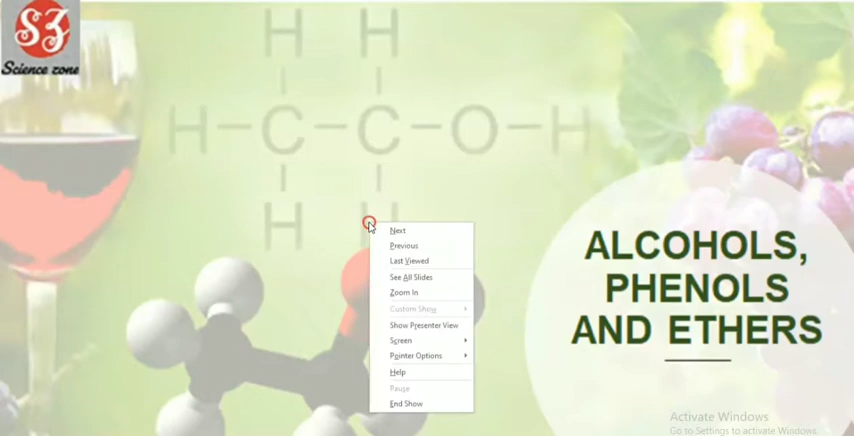 SZ
Science zone
H H
H C C O H
H H
ALCOHOLS,
PHENOLS
AND ETHERS
Next
Previous
Last Viewed
See All Slides
Zoom In
Custom Show
Show Presenter View
Screen
Pointer Options
Help
Pause
End Show
Activate Windows
Go to Settings to activate Windows.